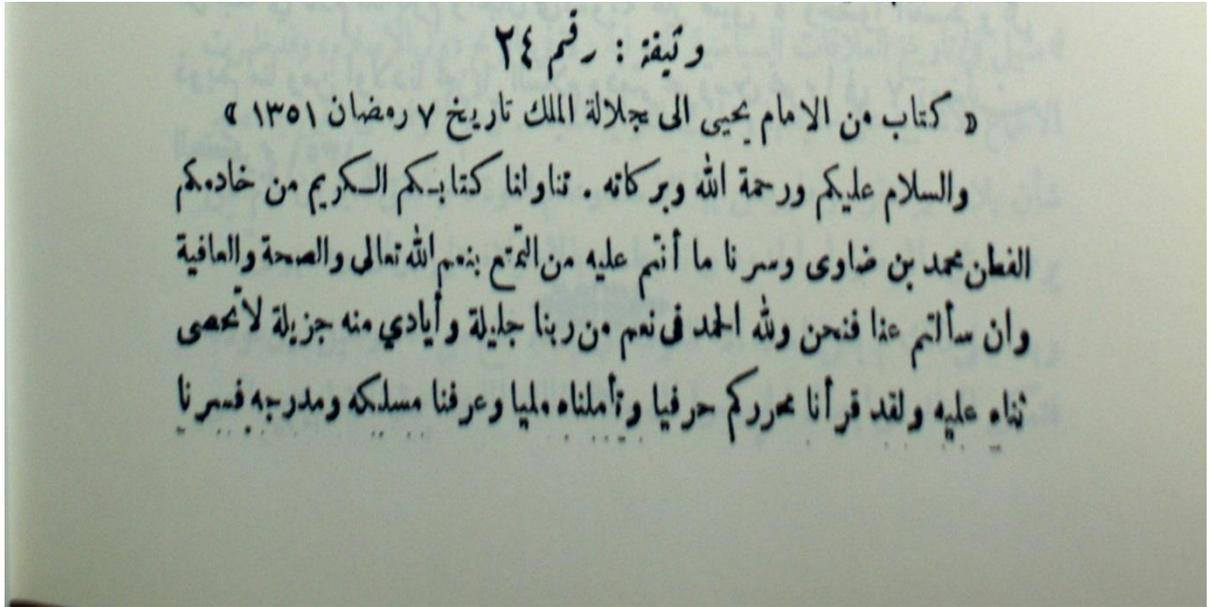 وثيقة : رقم ٢٤
« كتاب من الامام يحيى الى جلالة الملك تاريخ ٧ رمضان ١٣٥١ »
والسلام عليكم ورحمة الله وبركاته . تناولنا كتابكم الكريم من خادمكم
الفطن محمد بن ضاوى وسرنا ما أنتم عليه من التمتع بنعم الله تعالى والصحة والعافية
وان سألتم عنا فنحن ولله الحمد فى نعم من ربنا جليلة وأيادي منه جزيلة لا تحصى
ثناه عليه ولقد قرأنا محرركم حرفيا وتأملناه مليا وعرفنا مسلكه ومدرجه فسرنا